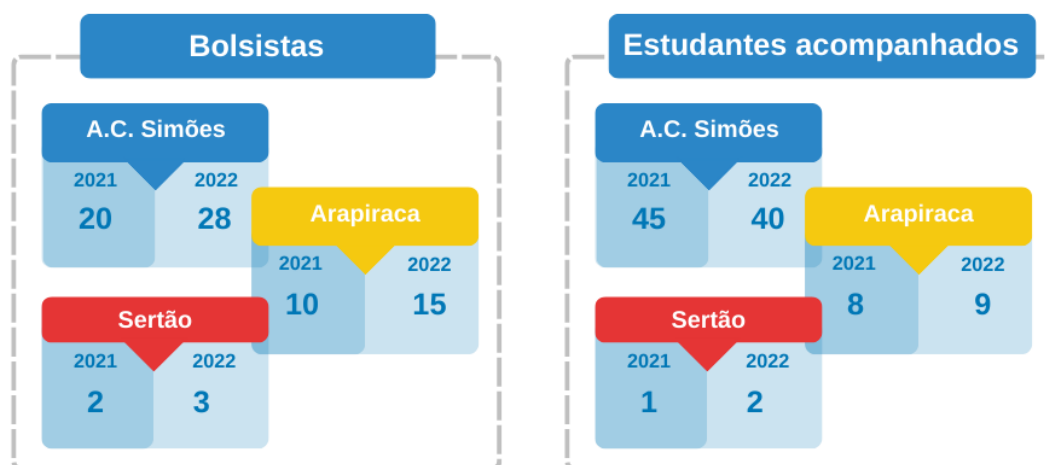 Bolsistas
A.C. Simões
2021 2022
20 28
Arapiraca
2021 2022
10 15
Sertão
2021 2022
2 3
Estudantes acompanhados
A.C. Simões
2021 2022
45 40
Arapiraca
2021 2022
8 9
Sertão
2021 2022
1 2